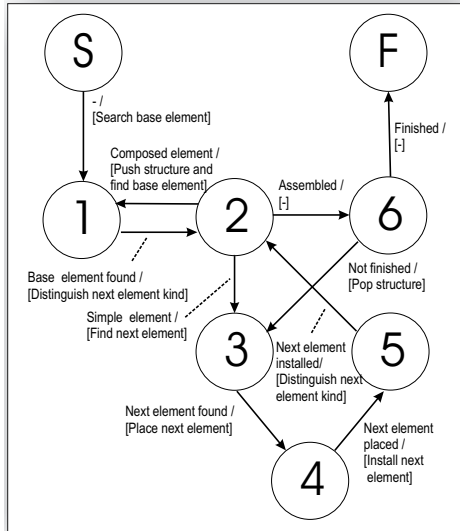 S
F
- /
[Search base element]
Finished /
[-]
Composed element /
[Push structure and
find base element]
Assembled /
[-]
1
2
6
Base element found /
[Distinguish next element kind]
Not finished /
[Pop structure]
Simple element /
[Find next element]
3
5
Next element
installed/
[Distinguish next
element kind]
Next element found /
[Place next element]
Next element
placed /
[Install next
element]
4